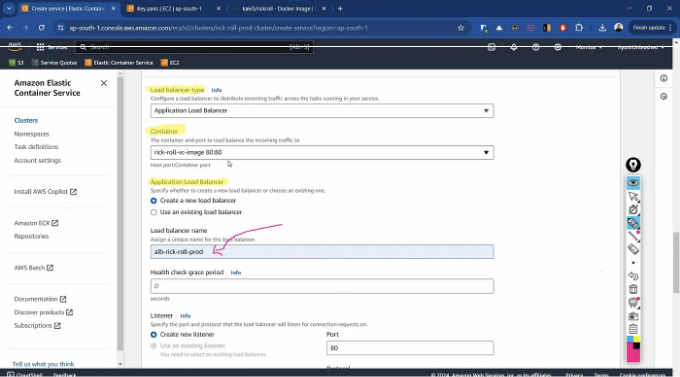 Create service | Elastic Contain
Key pairs | EC2 | ap-south-1
kale5/rickroll - Docker Image |
ap-south-1.console.aws.amazon.com/ecs/v2/clusters/rick-roll-prod-cluster/create-service?region=ap-south-1
Finish update
aws
Services
Search
[Alt+S]
Mumbai
S3
Service Quotas
Elastic Container Service
EC2
Amazon Elastic
Container Service
Clusters
Namespaces
Task definitions
Account settings
Install AWS Copilot
Amazon ECR
Repositories
AWS Batch
Documentation
Discover products
Subscriptions
Tell us what you think
Load balancer type Info
Configure a load balancer to distribute incoming traffic across the tasks running in your service.
Application Load Balancer
Container
The container and port to load balance the incoming traffic to
rick-roll-vc-image 80:80
Host port:Container port
Application Load Balancer
Specify whether to create a new load balancer or choose an existing one.
Create a new load balancer
Use an existing load balancer
Load balancer name
Assign a unique name for the load balancer.
alb-rick-roll-prod
Health check grace period Info
0
seconds
Listener Info
Specify the port and protocol that the load balancer will listen for connection requests on.
Create new listener
Use an existing listener
You need to select an existing load balancer.
Port
80
Protocol
CloudShell
Feedback
© 2024, Amazon Web Services, Inc. or its affiliates.
Privacy
Terms
Cookie preferences